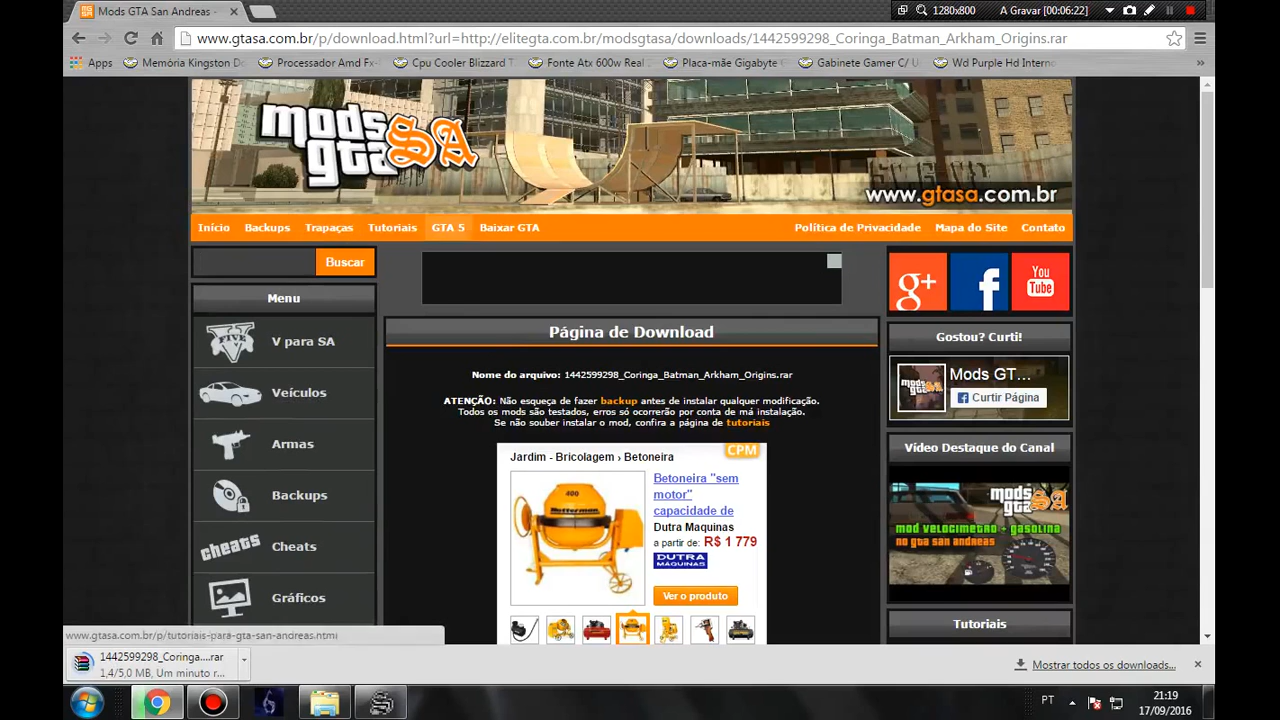 Mods GTA San Andreas -
1280x800
A Gravar [00:06:22]
www.gtasa.com.br/p/download.html?url=http://elitegta.com.br/modsgtasa/downloads/1442599298_Coringa_Batman_Arkham_Origins.rar
Apps
Memória Kingston D
Processador Amd Fx-
Cpu Cooler Blizzard T
Fonte Atx 600w Real
Placa-mãe Gigabyte
Gabinete Gamer C/ U
Wd Purple Hd Intern
mods gta SA
www.gtasa.com.br
Início
Backups
Trapaças
Tutoriais
GTA 5
Baixar GTA
Política de Privacidade
Mapa do Site
Contato
Buscar
Menu
V para SA
Veículos
Armas
Backups
Cheats
Gráficos
Página de Download
Nome do arquivo: 1442599298_Coringa_Batman_Arkham_Origins.rar
ATENÇÃO: Não esqueça de fazer backup antes de instalar qualquer modificação.
Todos os mods são testados, erros só ocorrerão por conta de má instalação.
Se não souber instalar o mod, confira a página de tutoriais
CPM
Jardim - Bricolagem › Betoneira
400
Betoneira "sem
motor"
capacidade de
Dutra Maquinas
a partir de: R$ 1 779
DUTRA
MÁQUINAS
Ver o produto
g+
f
You
Tube
Gostou? Curti!
Mods GT...
Curtir Página
Vídeo Destaque do Canal
mods gta SA
mod velocimetro + gasolina
no gta san andreas
Tutoriais
www.gtasa.com.br/p/tutoriais-para-gta-san-andreas.html
1442599298_Coringa....rar
1,4/5,0 MB, Um minuto r...
Mostrar todos os downloads...
PT
21:19
17/09/2016